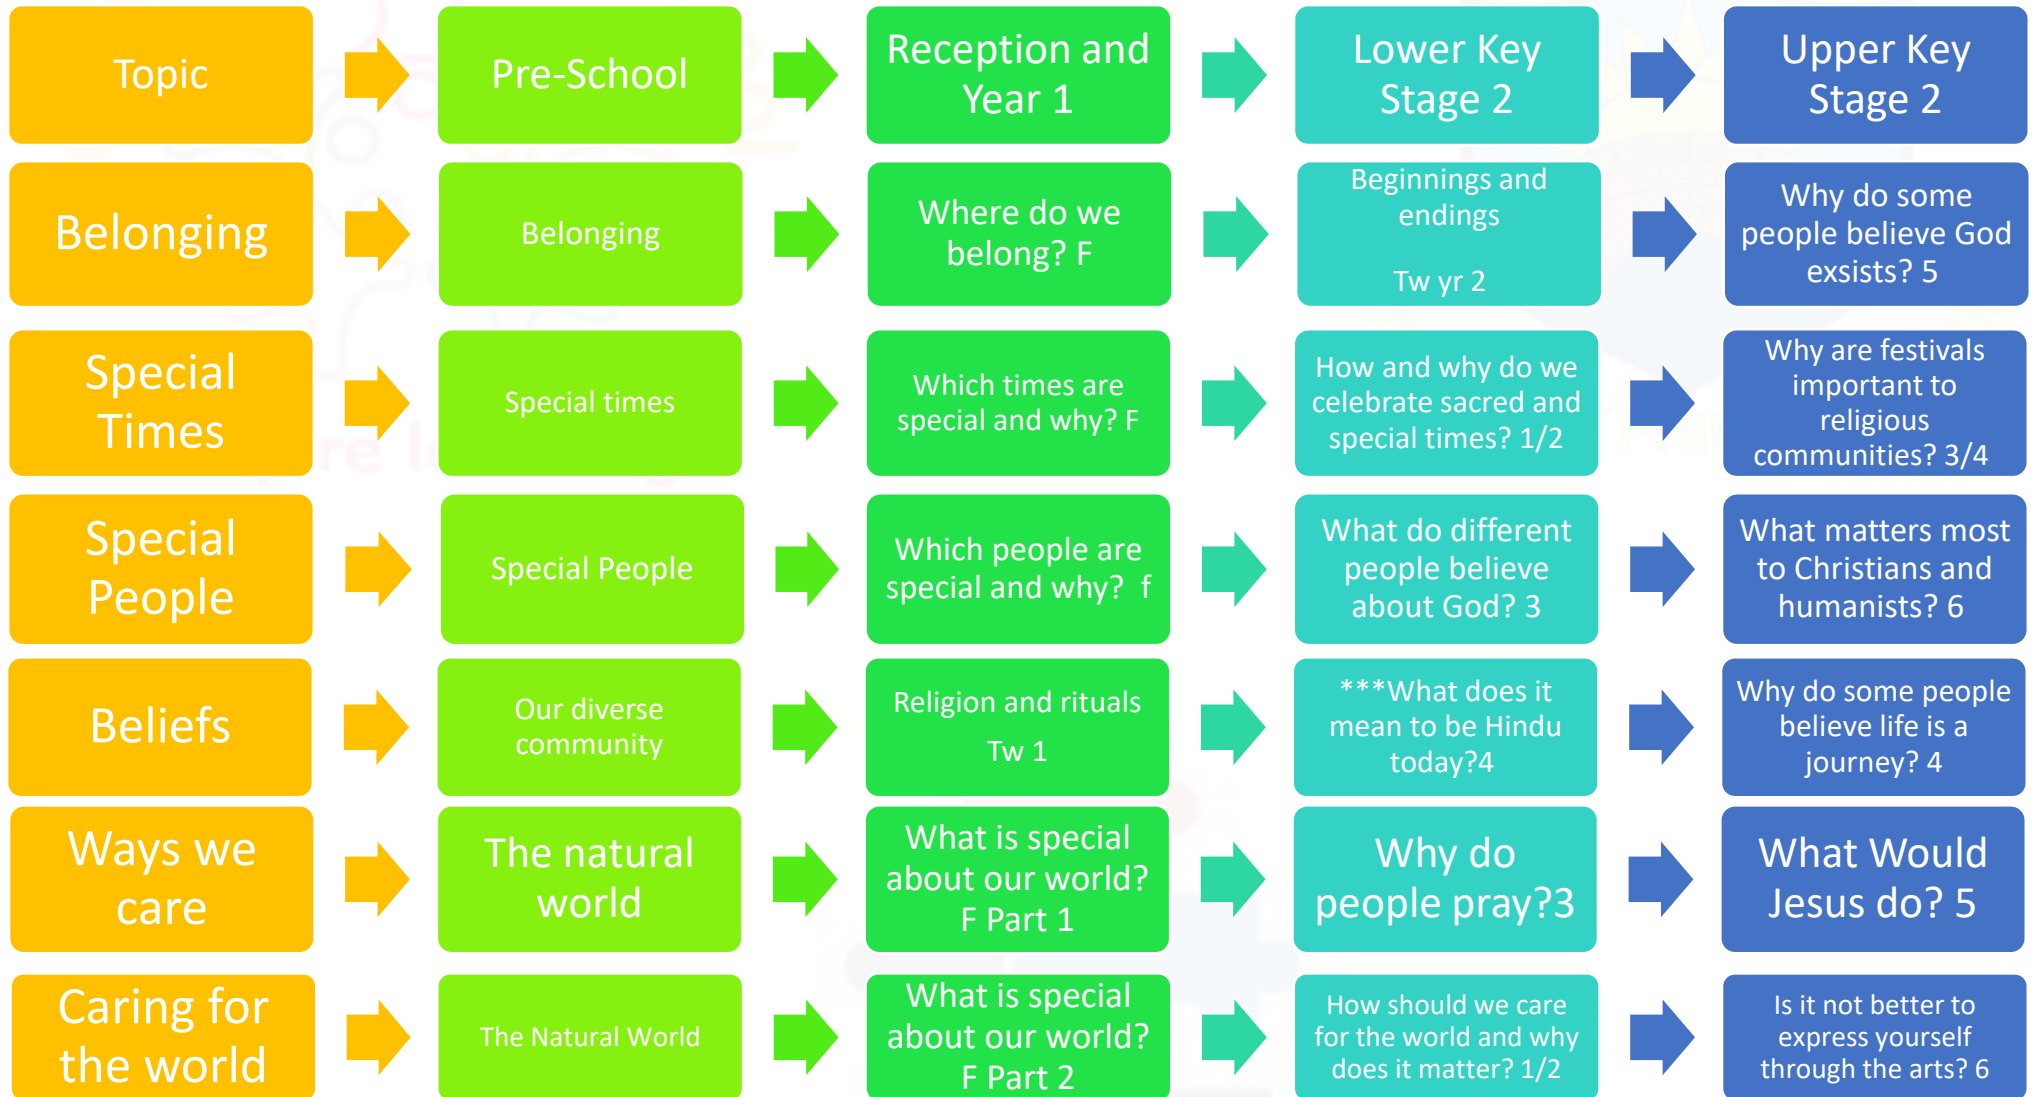 Topic
Pre-School
Reception and
Year 1
Lower Key
Stage 2
Upper Key
Stage 2
Belonging
Belonging
Where do we
belong? F
Beginnings and
endings
Tw yr 2
Why do some
people believe God
exsists? 5
Special
Times
Special times
Which times are
special and why? F
How and why do we
celebrate sacred and
special times? 1/2
Why are festivals
important to
religious
communities? 3/4
Special
People
Special People
Which people are
special and why?  f
What do different
people believe
about God? 3
What matters most
to Christians and
humanists? 6
Beliefs
Our diverse
community
Religion and rituals
Tw 1
***What does it
mean to be Hindu
today?4
Why do some people
believe life is a
journey? 4
Ways we
care
The natural
world
What is special
about our world?
F Part 1
Why do
people pray?3
What Would
Jesus do? 5
Caring for
the world
The Natural World
What is special
about our world?
F Part 2
How should we care
for the world and why
does it matter? 1/2
Is it not better to
express yourself
through the arts? 6